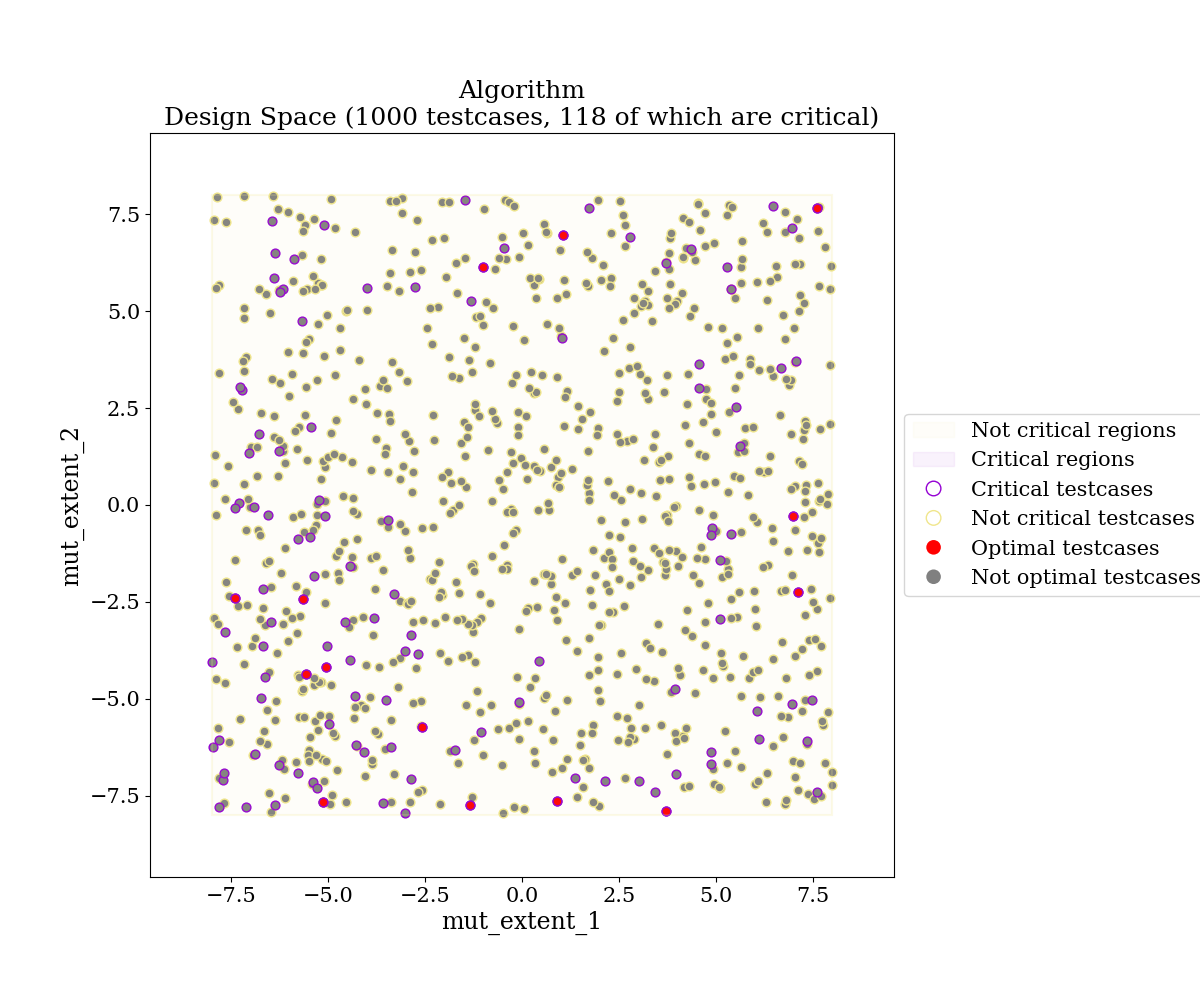 Algorithm
Design Space (1000 testcases, 118 of which are critical)
7.5
5.0
2.5
0.0
−2.5
−5.0
−7.5
mut_extent_2
−7.5
−5.0
−2.5
0.0
2.5
5.0
7.5
mut_extent_1
Not critical regions
Critical regions
Critical testcases
Not critical testcases
Optimal testcases
Not optimal testcases